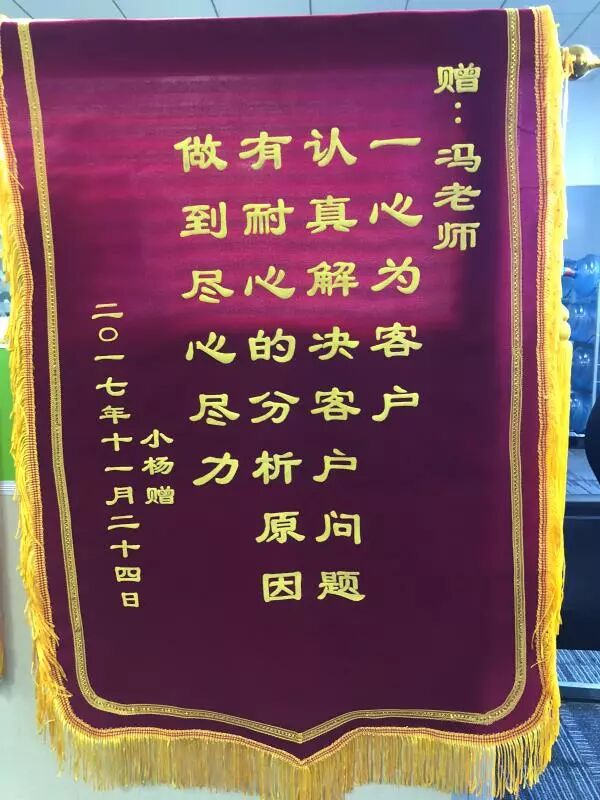 赠：冯老师
一心为客户
认真解决客户问题
有耐心的分析原因
做到尽心尽力
小杨赠
二〇一七年十一月二十四日